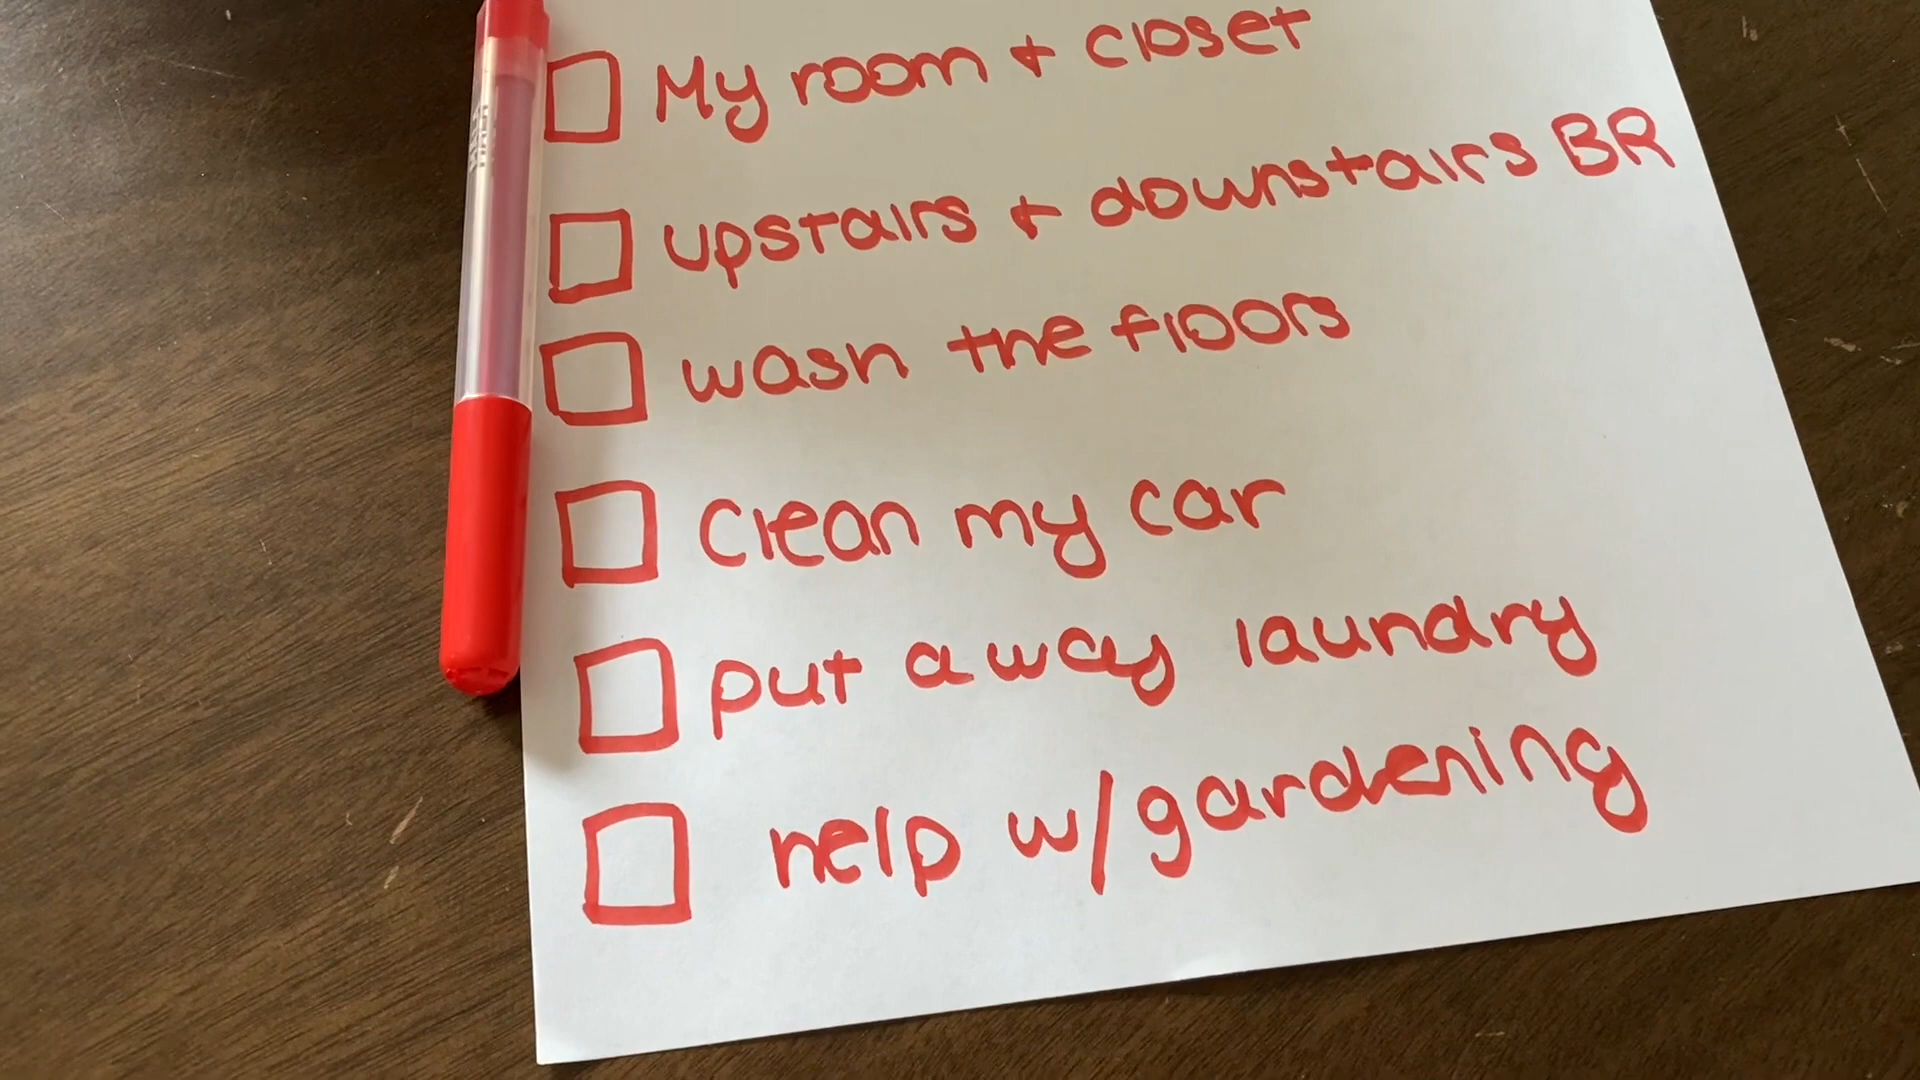 My room + closet
upstairs + downstairs BR
wash the floors
clean my car
put away laundry
help w/gardening